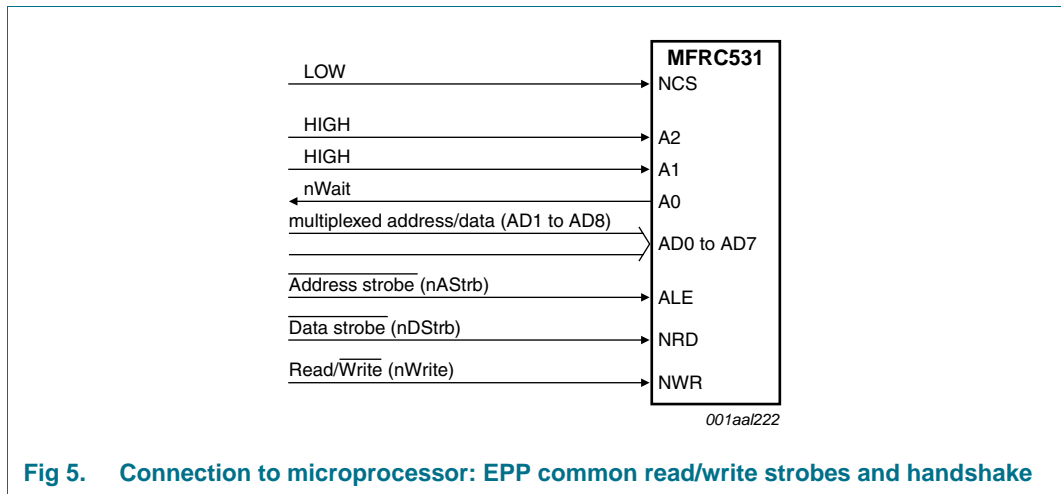 MFRC531
LOW
NCS
HIGH
A2
HIGH
A1
nWait
A0
multiplexed address/data (AD1 to AD8)
AD0 to AD7
Address strobe (nAStrb)
ALE
Data strobe (nDStrb)
NRD
Read/Write (nWrite)
NWR
001aal222
Fig 5. Connection to microprocessor: EPP common read/write strobes and handshake